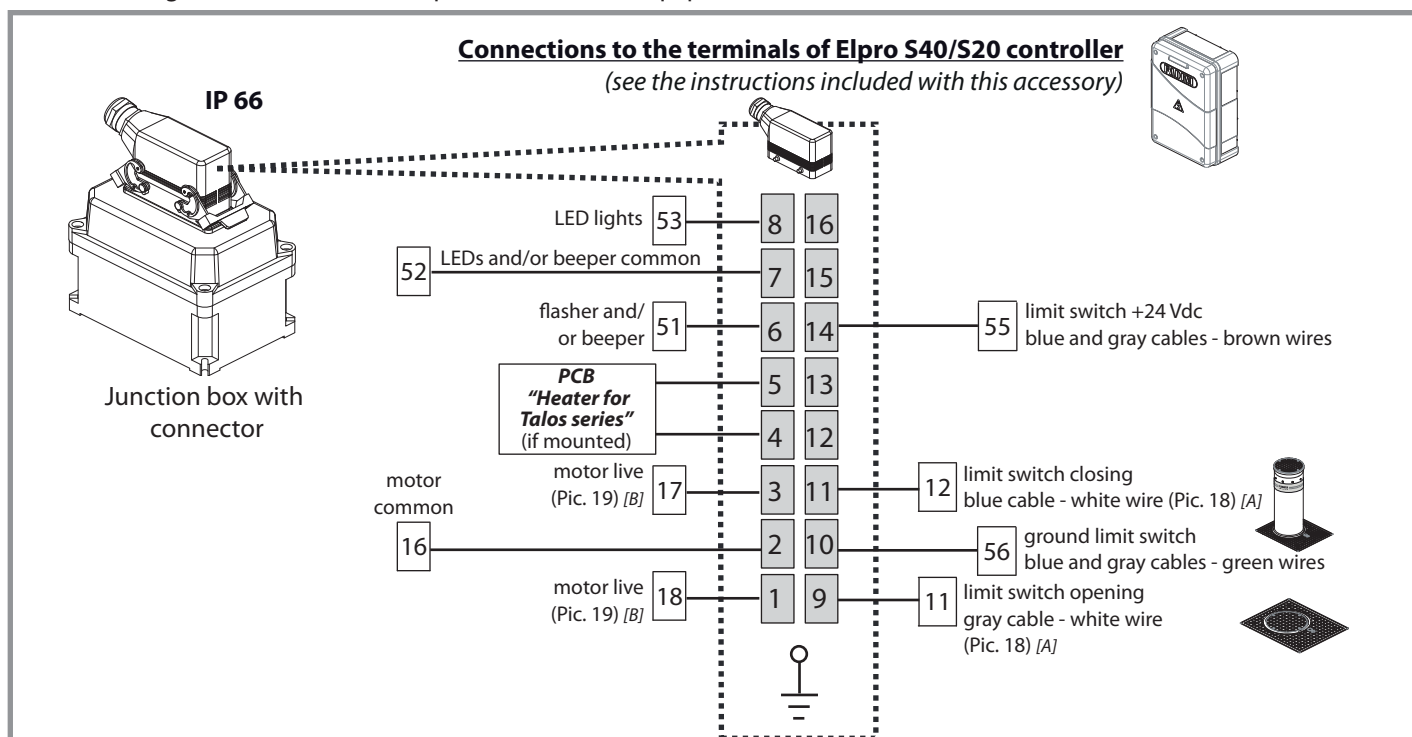 Connections to the terminals of Elpro S40/S20 controller
(see the instructions included with this accessory)
IP 66
Junction box with
connector
LED lights 53 8 16
52 LEDs and/or beeper common 7 15
flasher and/
or beeper 51 6 14 55 limit switch +24 Vdc
blue and gray cables - brown wires
PCB
"Heater for
Talos series"
(if mounted)
5 13
4 12
motor live
(Pic. 19) [B] 17 3 11 12 limit switch closing
blue cable - white wire (Pic. 18) [A]
motor
common
16 2 10 56 ground limit switch
blue and gray cables - green wires
motor live
(Pic. 19) [B] 18 1 9 11 limit switch opening
gray cable - white wire
(Pic. 18) [A]